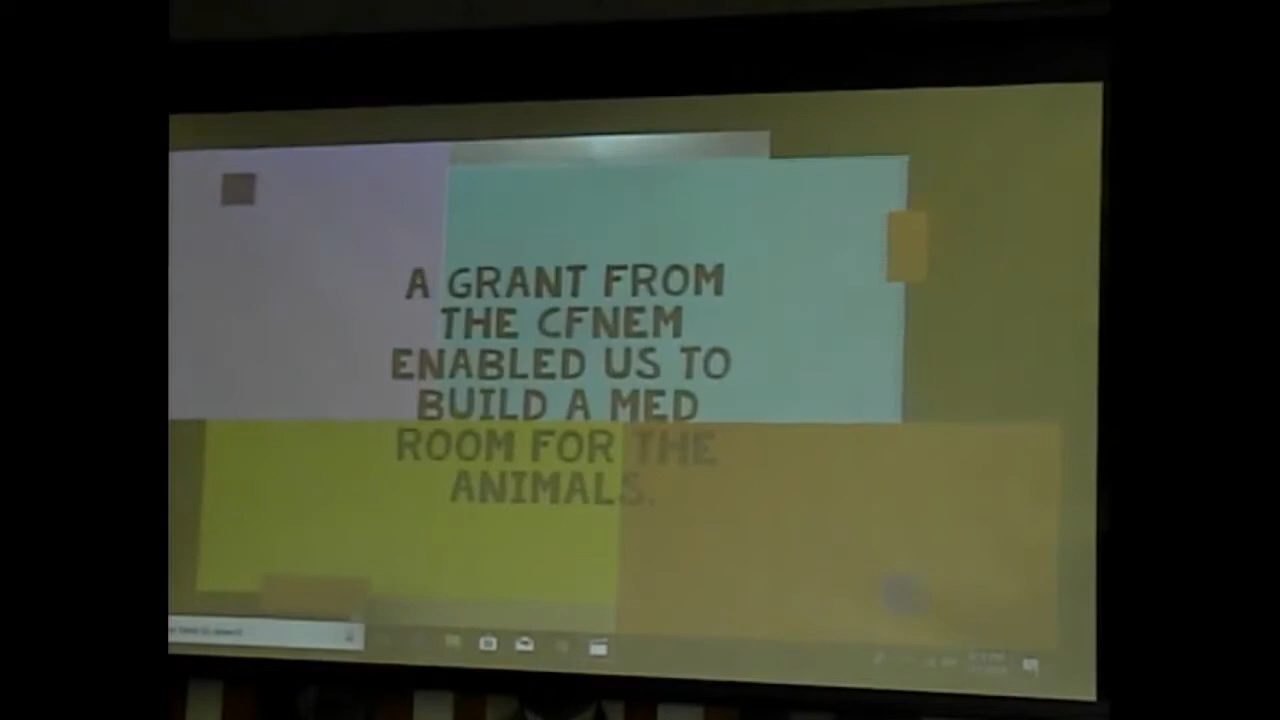 A GRANT FROM
THE CFNEM
ENABLED US TO
BUILD A MED
ROOM FOR THE
ANIMALS.